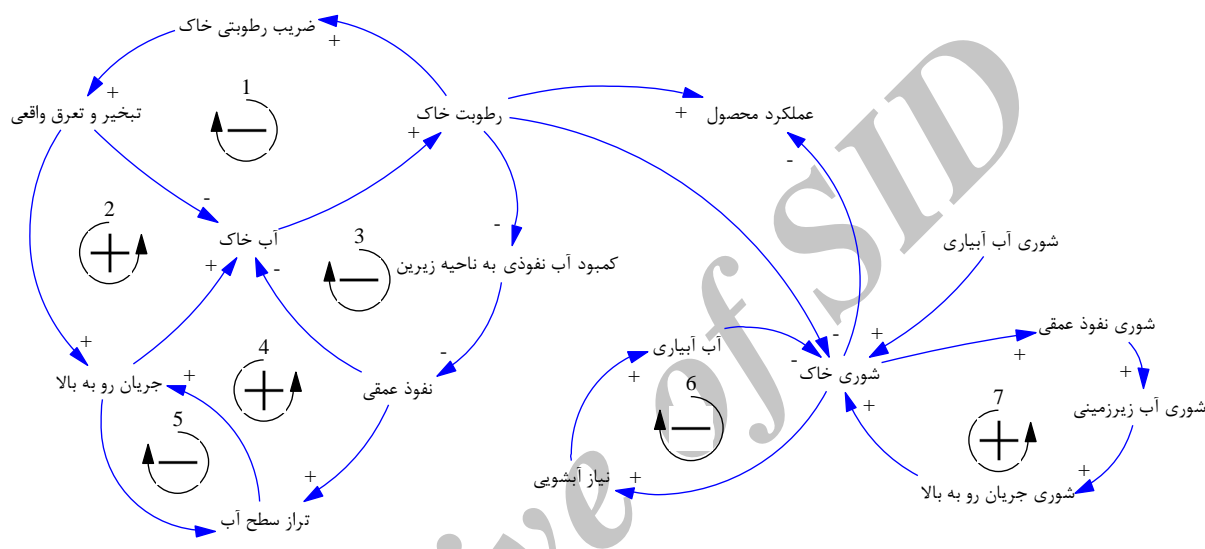 ضریب رطوبتی خاک
+
+
1
تبخیر و تعرق واقعی
رطوبت خاک
عملکرد محصول
+
+
-
-
2
-
3
-
آب خاک
شوری آب آبیاری
+
-
کمبود آب نفوذی به ناحیه زیرین
شوری نفوذ عمقی
+
-
+
آب آبیاری
4
-
-
+
+
+
شوری خاک
جریان رو به بالا
+
نفوذ عمقی
6
+
شوری آب زیرزمینی
5
7
+
+
+
نیاز آبشویی
شوری جریان رو به بالا
تراز سطح آب
Archive of SID